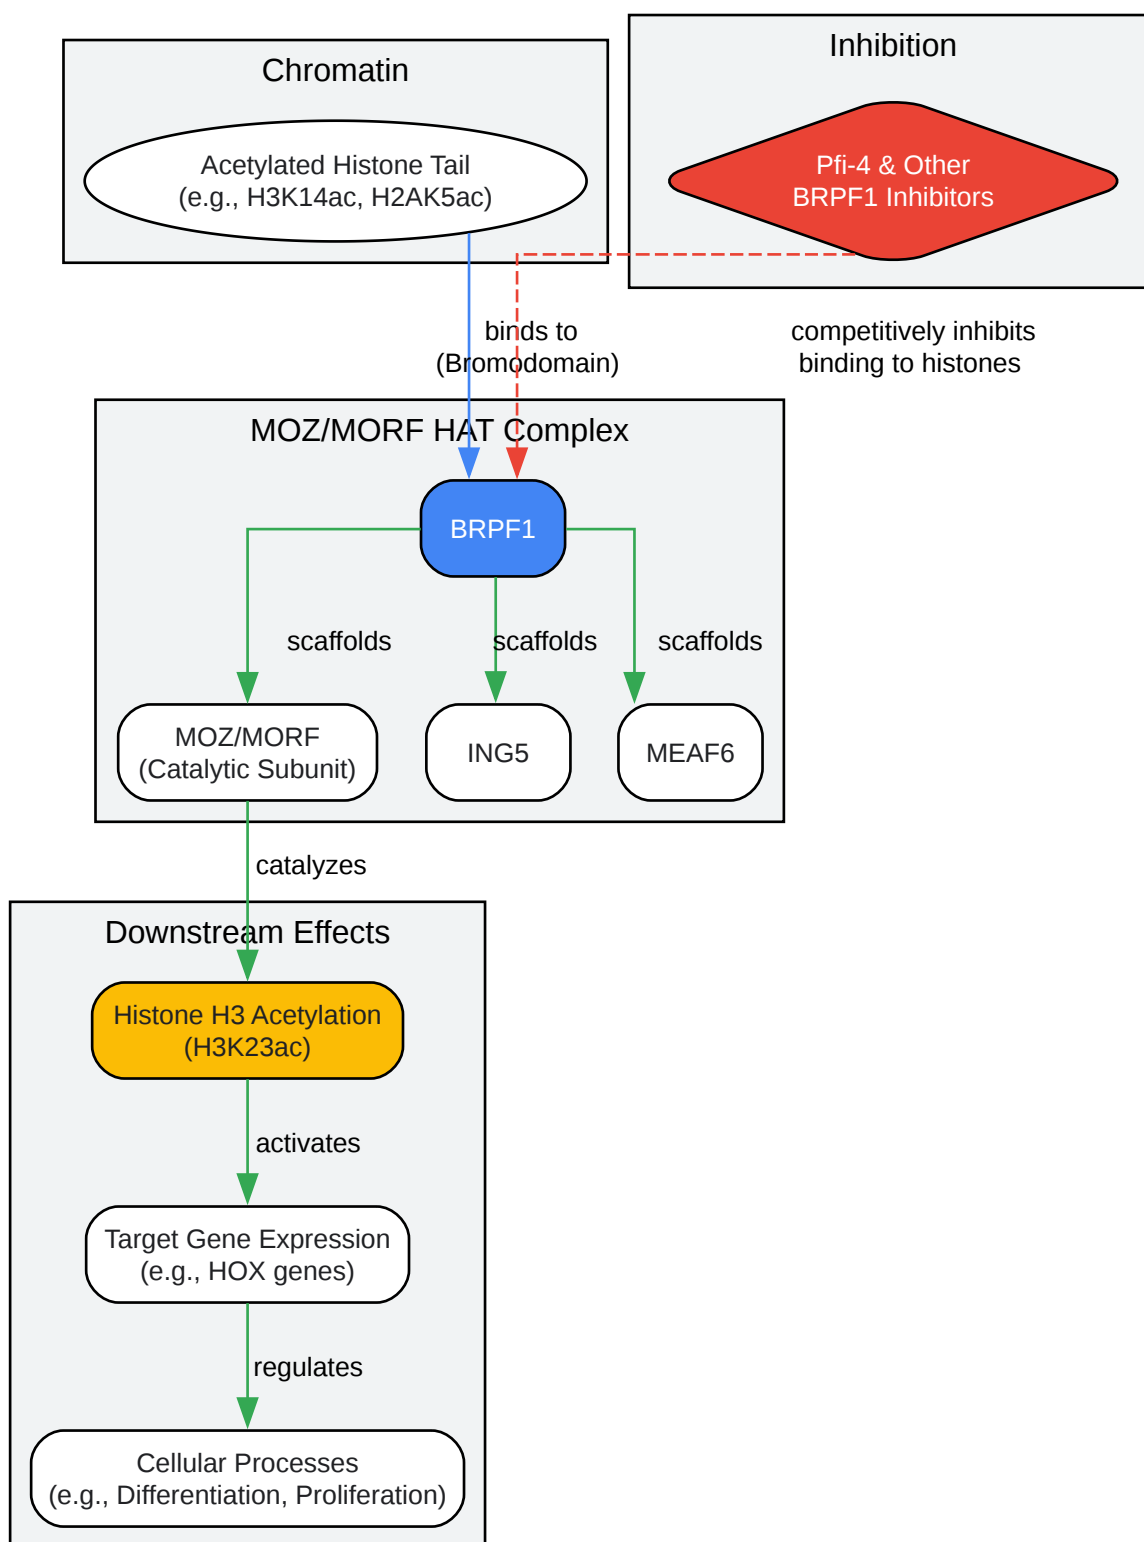 Chromatin
Inhibition
Acetylated Histone Tail
(e.g., H3K14ac, H2AK5ac)
Pfi-4 & Other
BRPF1 Inhibitors
binds to
(Bromodomain)
competitively inhibits
binding to histones
MOZ/MORF HAT Complex
BRPF1
scaffolds
scaffolds
scaffolds
MOZ/MORF
(Catalytic Subunit)
ING5
MEAF6
catalyzes
Downstream Effects
Histone H3 Acetylation
(H3K23ac)
activates
Target Gene Expression
(e.g., HOX genes)
regulates
Cellular Processes
(e.g., Differentiation, Proliferation)